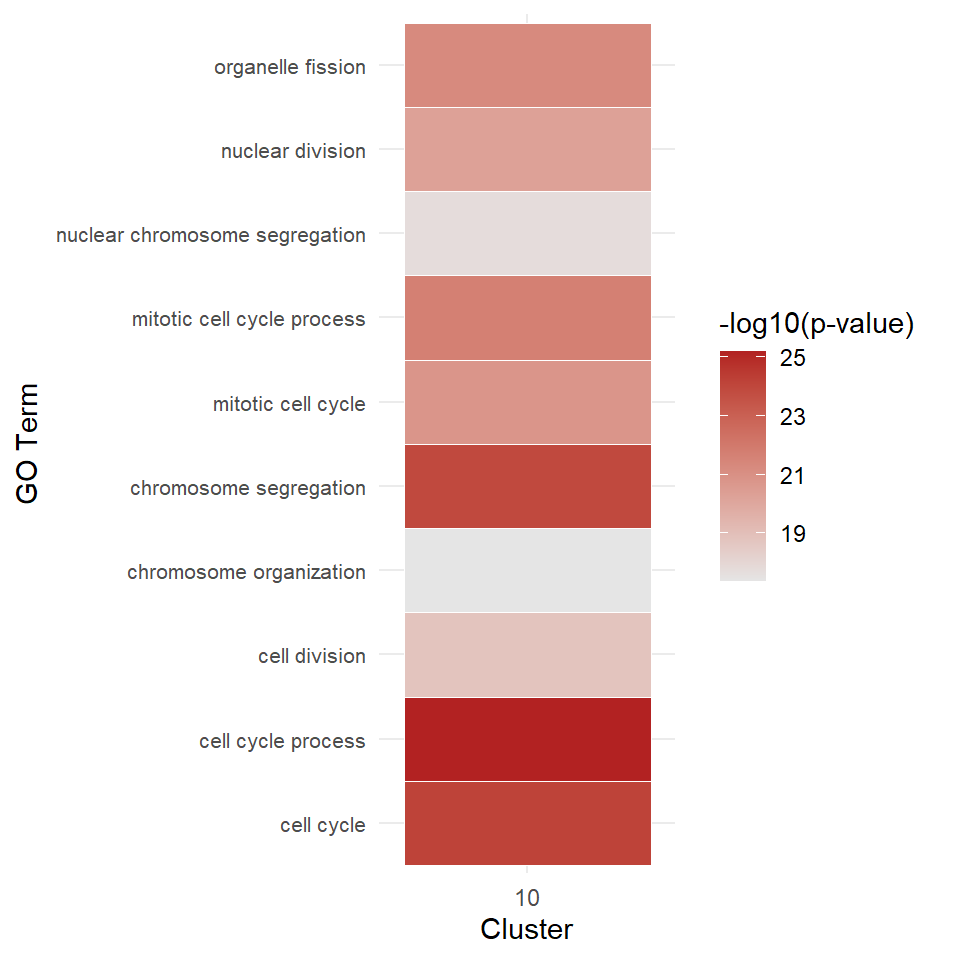 organelle fission
nuclear division
nuclear chromosome segregation
mitotic cell cycle process
mitotic cell cycle
chromosome segregation
chromosome organization
cell division
cell cycle process
cell cycle
GO Term
10
Cluster
-log10(p-value)
25
23
21
19